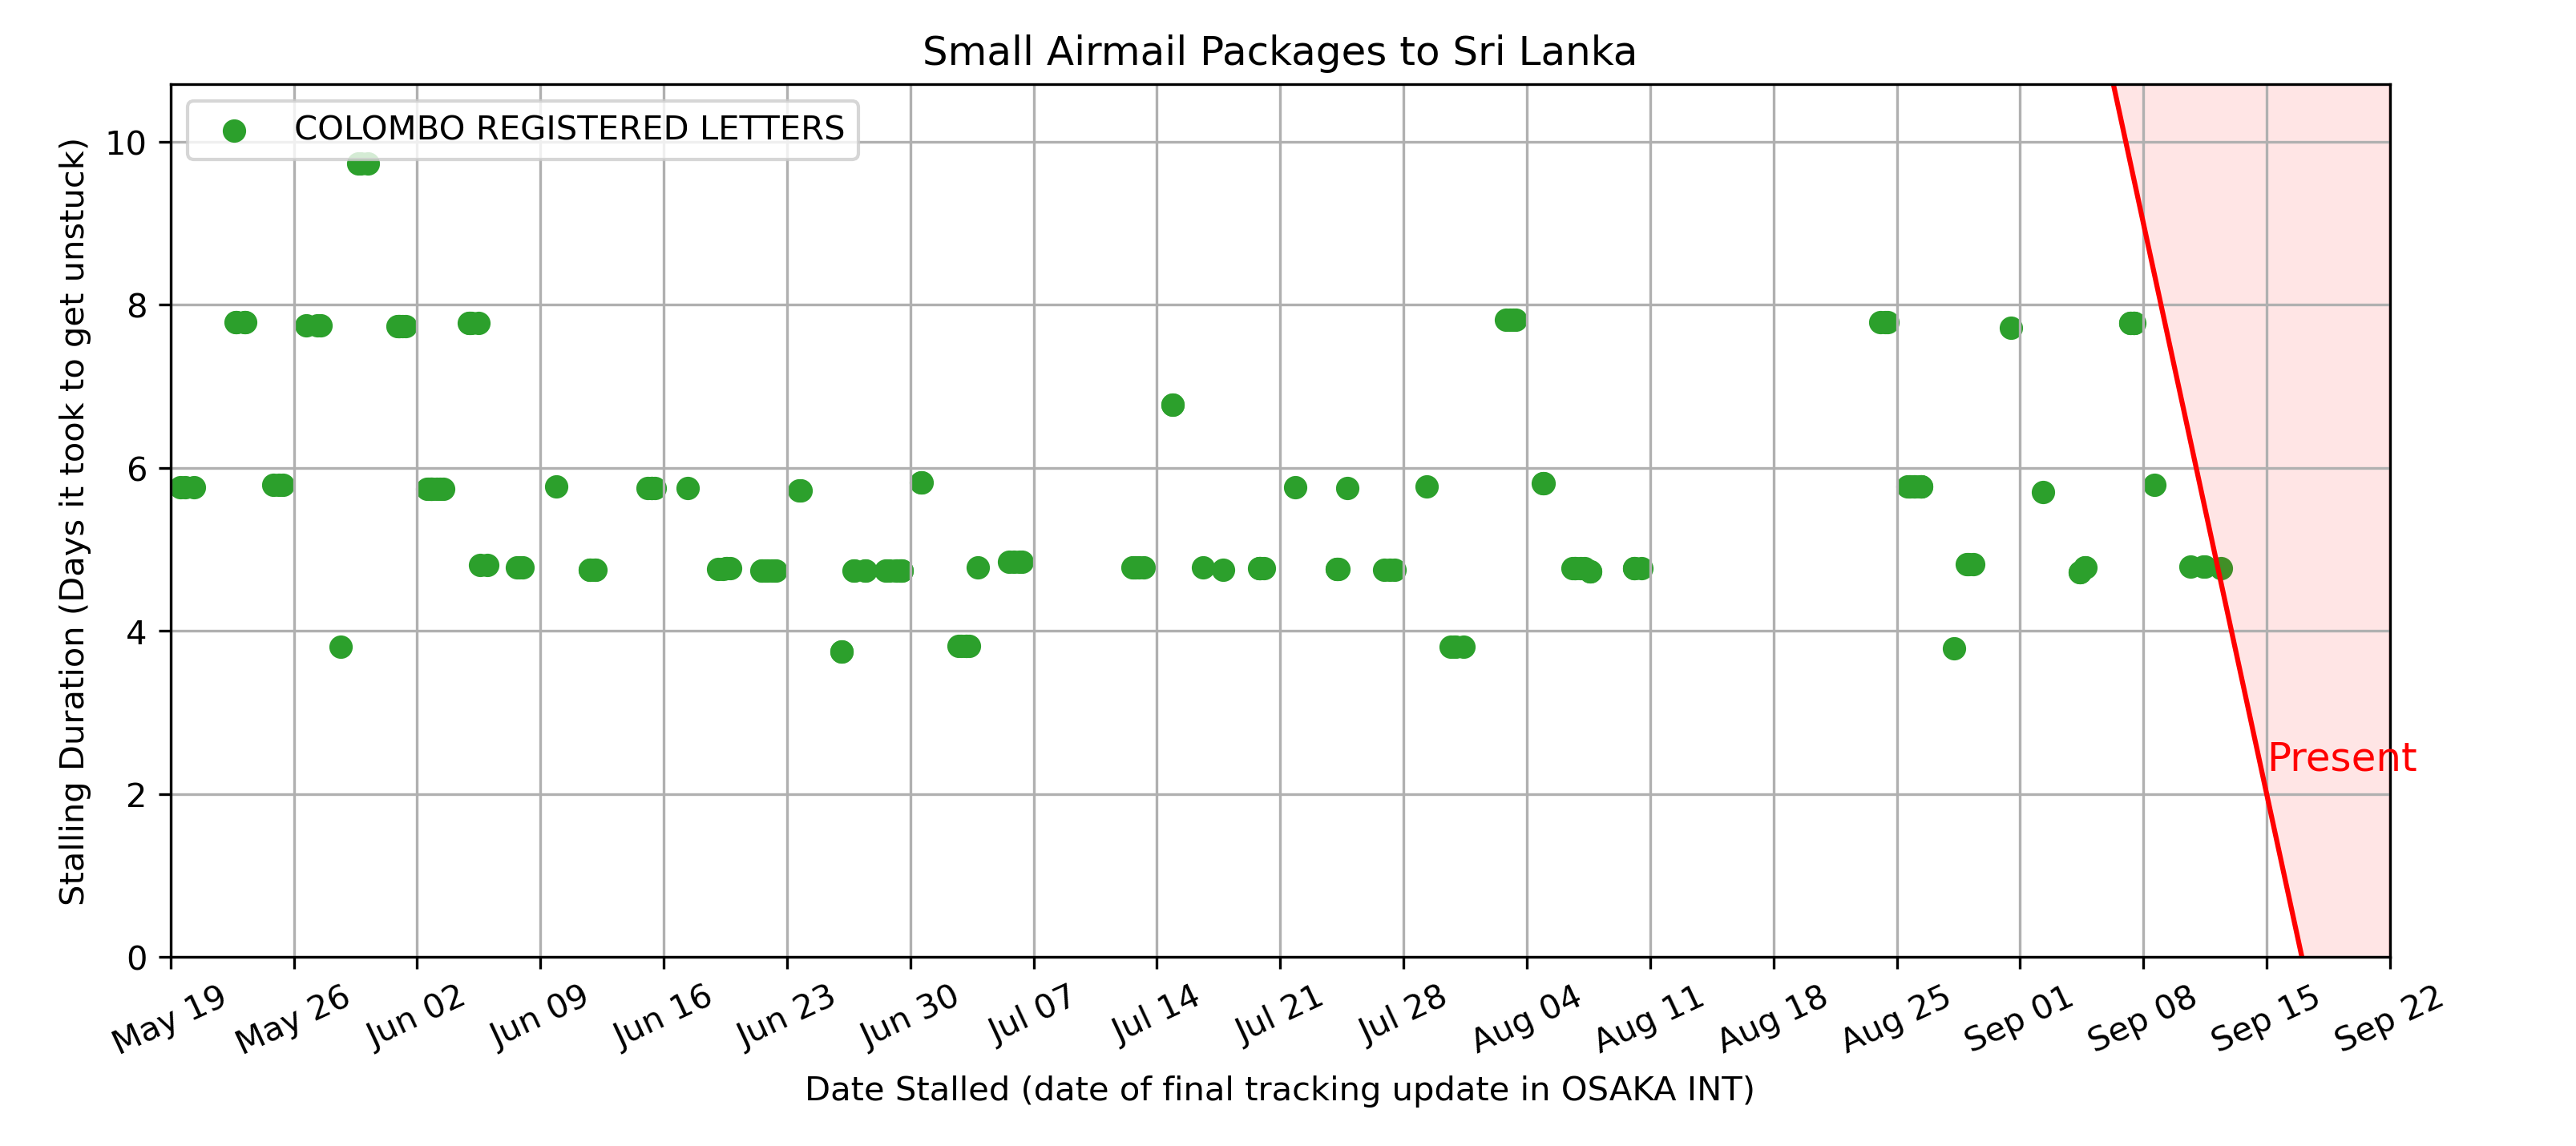 Small Airmail Packages to Sri Lanka
COLOMBO REGISTERED LETTERS
Stalling Duration (Days it took to get unstuck)
10
8
6
4
2
0
Present
May 19
May 26
Jun 02
Jun 09
Jun 16
Jun 23
Jun 30
Jul 07
Jul 14
Jul 21
Jul 28
Aug 04
Aug 11
Aug 18
Aug 25
Sep 01
Sep 08
Sep 15
Sep 22
Date Stalled (date of final tracking update in OSAKA INT)